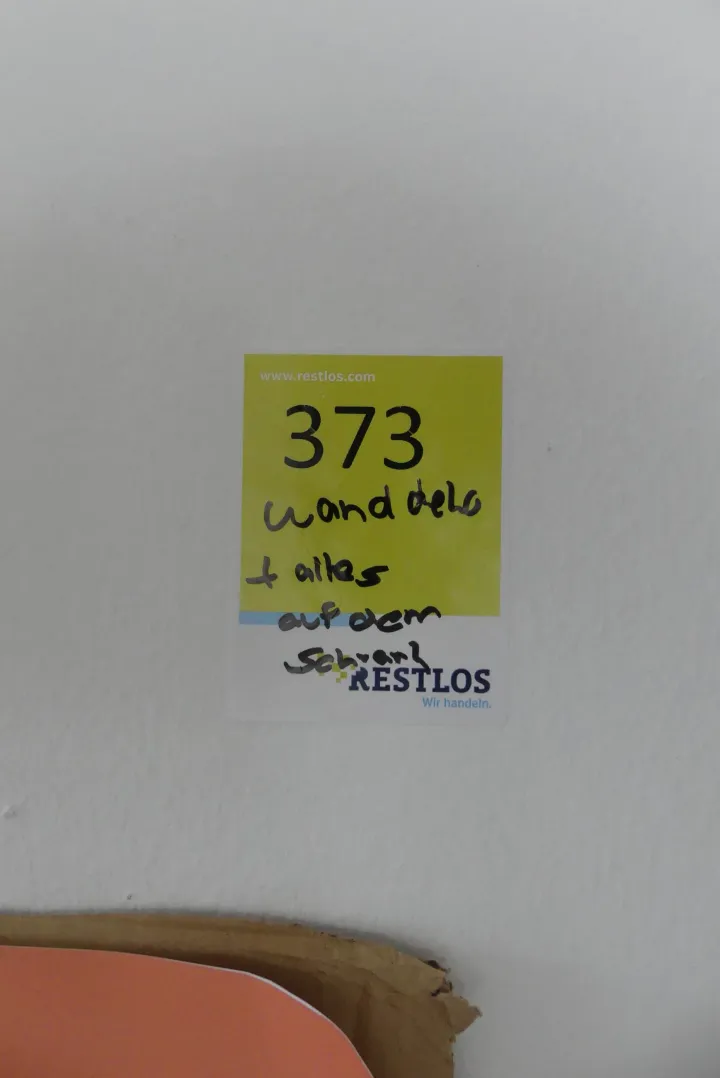 www.restlos.com
373
wand deko
+ alles
auf dem
schrank
RESTLOS
Wir handeln.